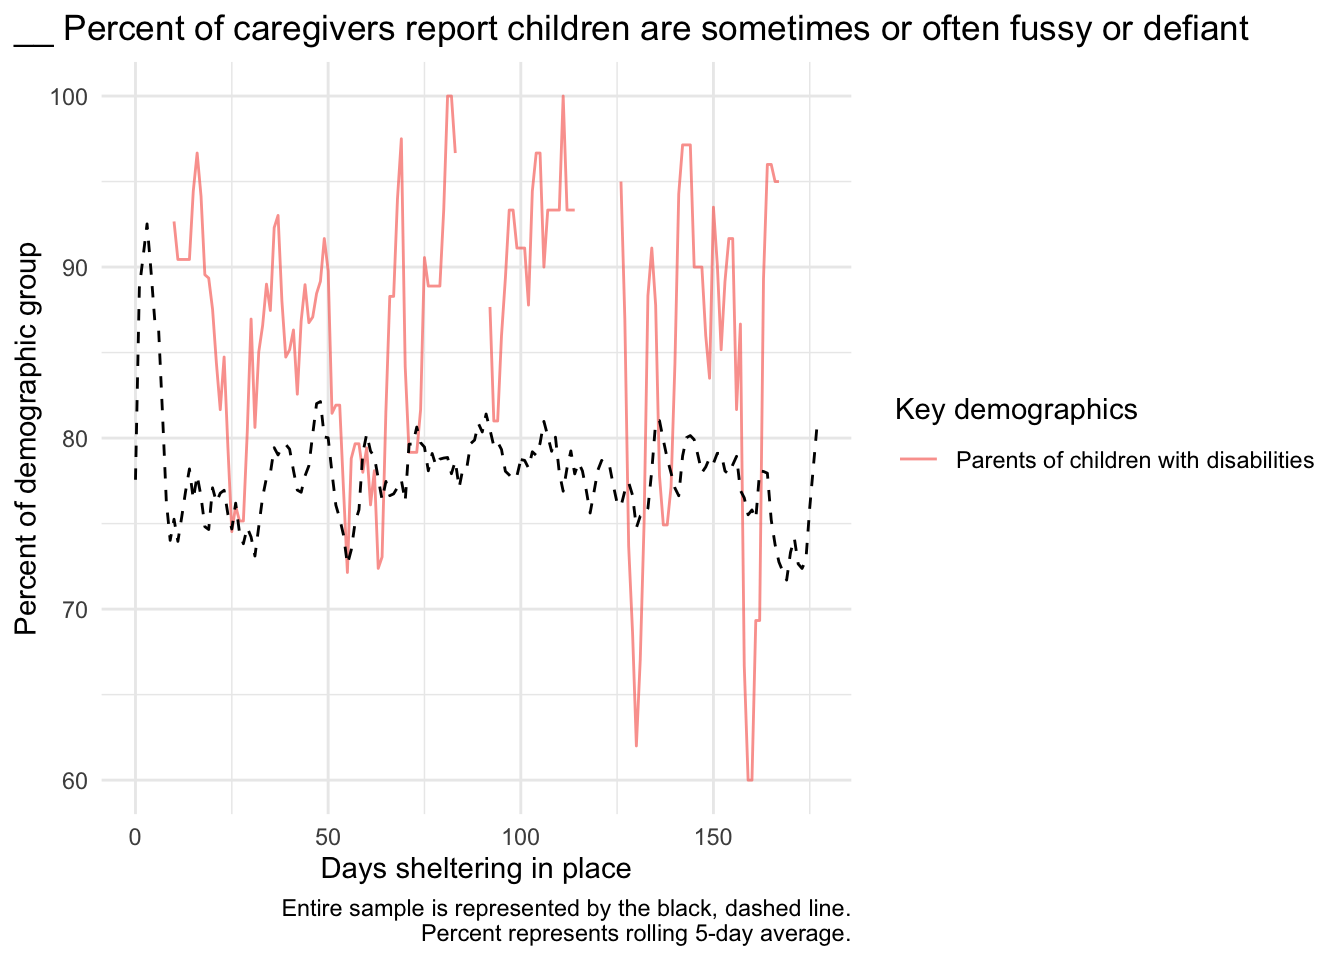 __ Percent of caregivers report children are sometimes or often fussy or defiant
Percent of demographic group
100
90
80
70
60
0 50 100 150
Days sheltering in place
Key demographics
Parents of children with disabilities
Entire sample is represented by the black, dashed line.
Percent represents rolling 5-day average.